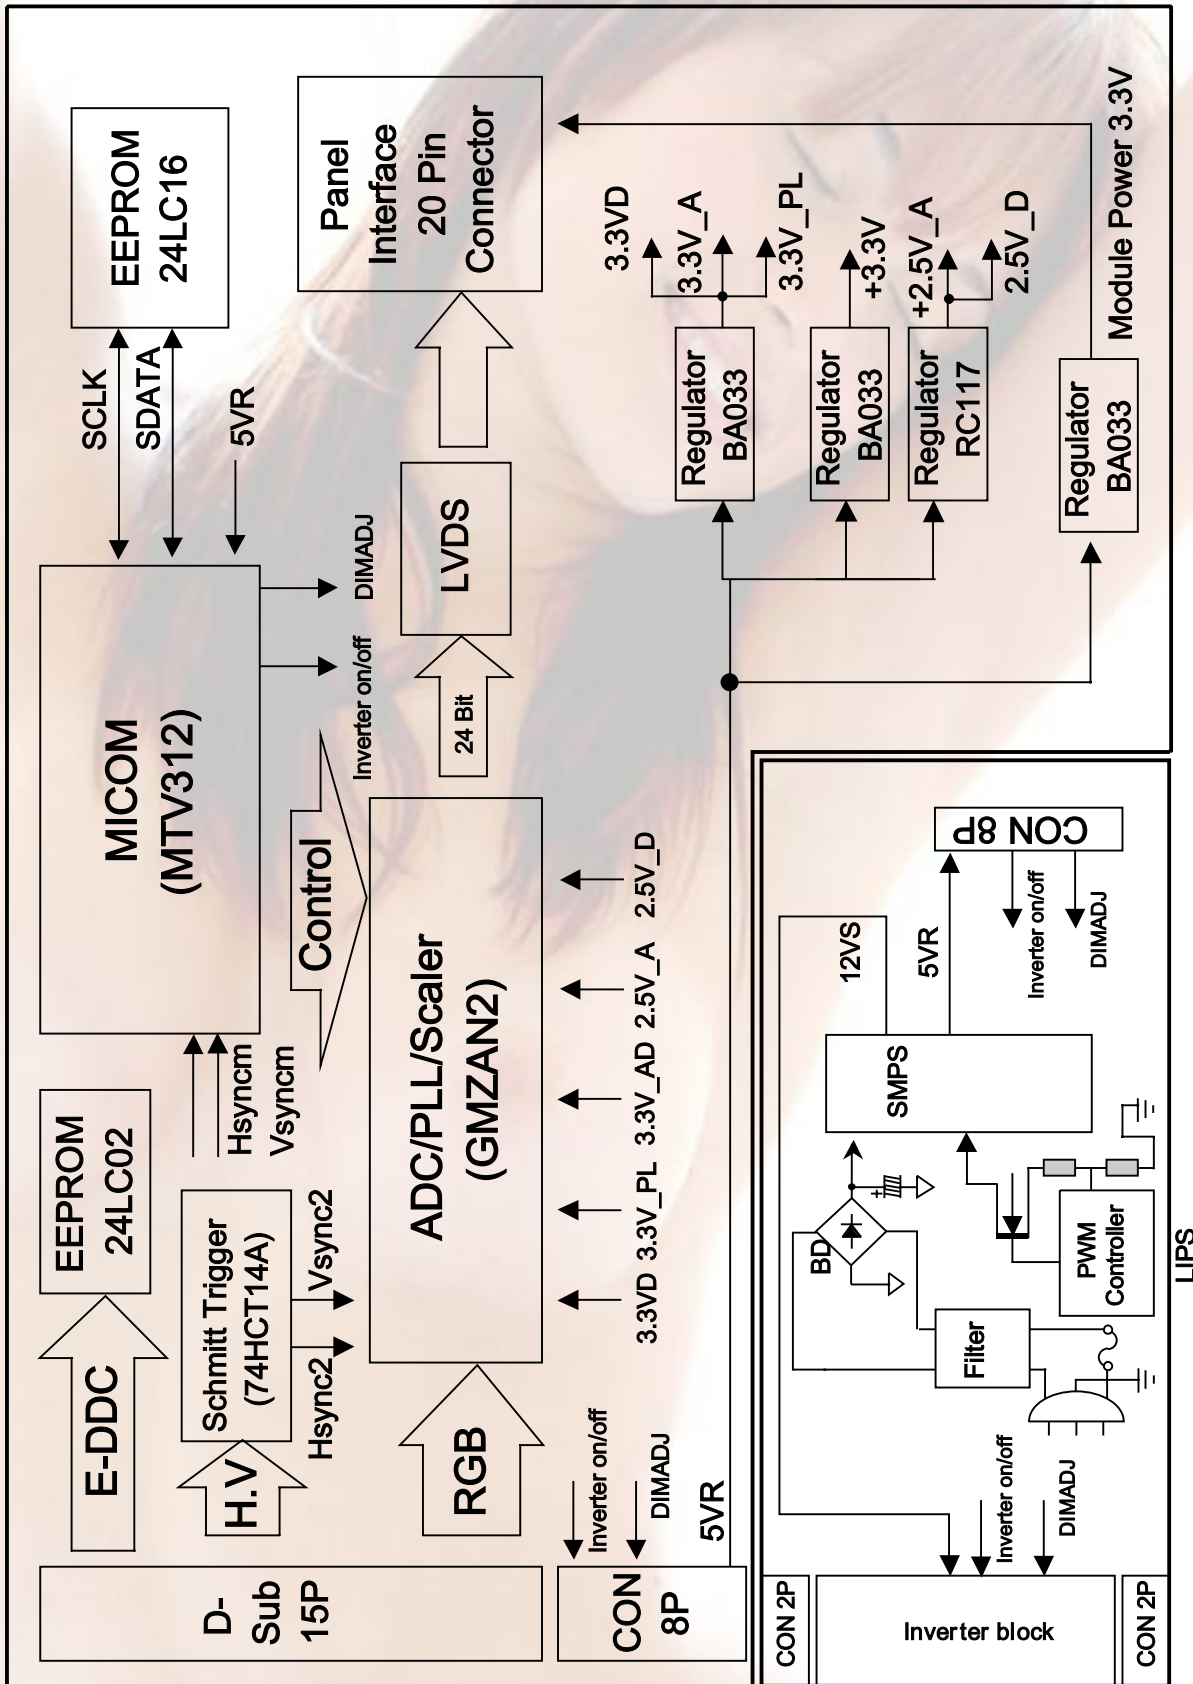 D-
Sub
15P
E-DDC
EEPROM
24LC02
H.V
Schmitt Trigger
(74HCT14A)
Hsync2
Vsync2
RGB
Hsyncm
Vsyncm
MICOM
(MTV312)
SCLK
SDATA
5VR
EEPROM
24LC16
Inverter on/off
DIMADJ
Control
ADC/PLL/Scaler
(GMZAN2)
3.3VD
3.3V_PL
3.3V_AD
2.5V_A
2.5V_D
24 Bit
LVDS
Panel
Interface
20 Pin
Connector
CON
8P
Inverter on/off
DIMADJ
5VR
Regulator
BA033
3.3VD
3.3V_A
3.3V_PL
Regulator
BA033
+3.3V
Regulator
RC117
+2.5V_A
2.5V_D
Regulator
BA033
Module Power 3.3V
CON 2P
Inverter block
CON 2P
Inverter on/off
DIMADJ
Filter
BD
+
PWM
Controller
SMPS
12VS
5VR
CON 8P
Inverter on/off
DIMADJ
LIPS